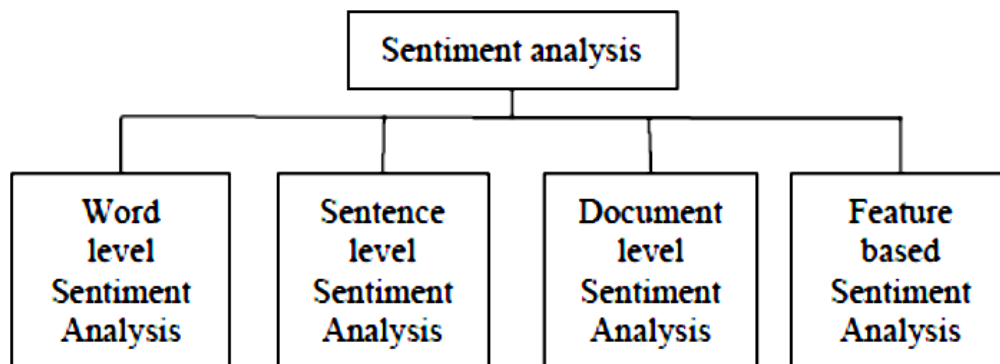 Sentiment analysis
Word
level
Sentiment
Analysis
Sentence
level
Sentiment
Analysis
Document
level
Sentiment
Analysis
Feature
based
Sentiment
Analysis